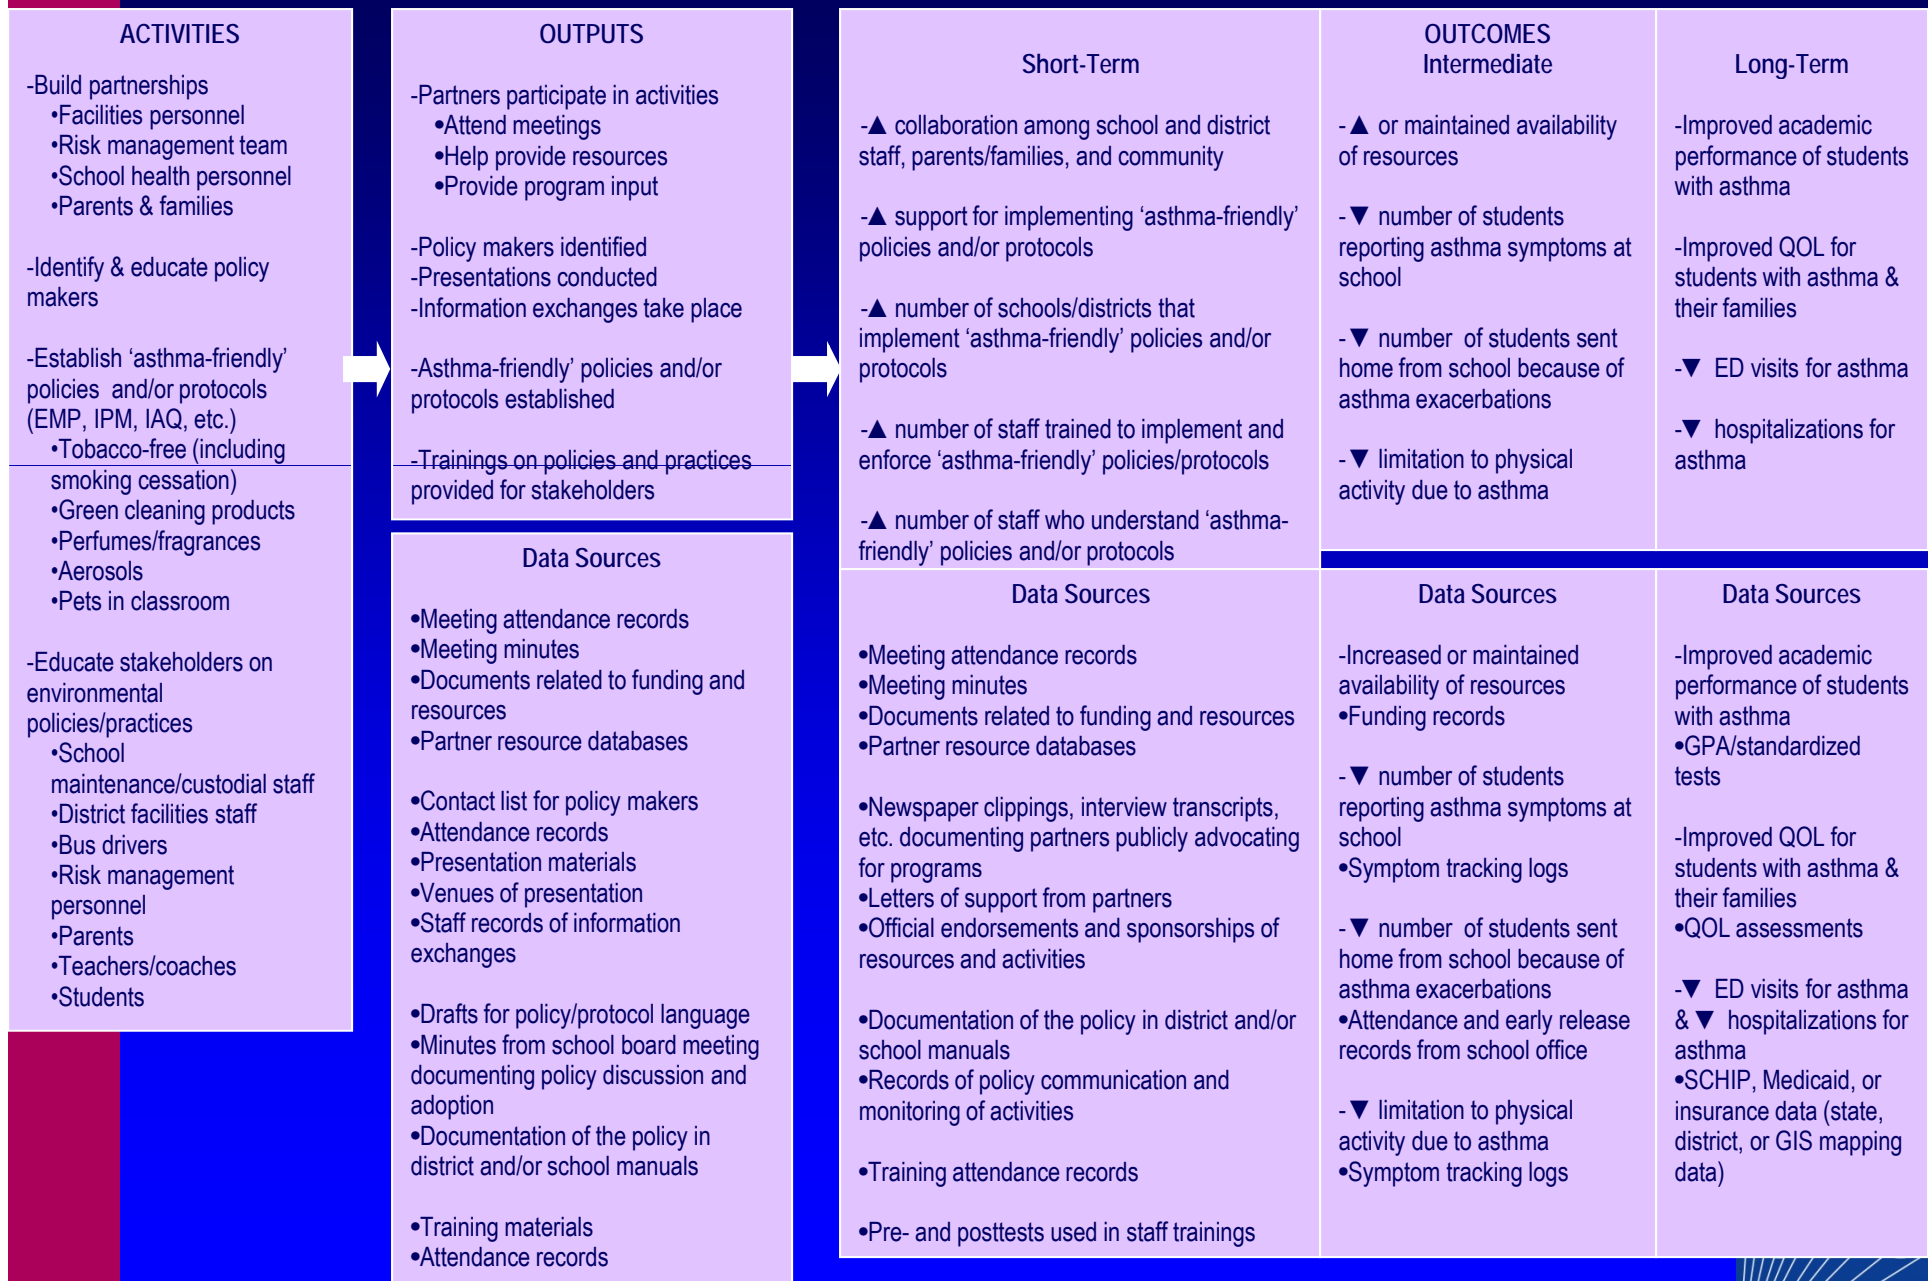 ACTIVITIES
-Build partnerships
•Facilities personnel
•Risk management team
•School health personnel
•Parents & families
-Identify & educate policy
makers
-Establish ‘asthma-friendly’
policies and/or protocols
(EMP, IPM, IAQ, etc.)
•Tobacco-free (including
smoking cessation)
•Green cleaning products
•Perfumes/fragrances
•Aerosols
•Pets in classroom
-Educate stakeholders on
environmental
policies/practices
•School
maintenance/custodial staff
•District facilities staff
•Bus drivers
•Risk management
personnel
•Parents
•Teachers/coaches
•Students
OUTPUTS
-Partners participate in activities
•Attend meetings
•Help provide resources
•Provide program input
-Policy makers identified
-Presentations conducted
-Information exchanges take place
-Asthma-friendly’ policies and/or
protocols established
-Trainings on policies and practices
provided for stakeholders
Data Sources
•Meeting attendance records
•Meeting minutes
•Documents related to funding and
resources
•Partner resource databases
•Contact list for policy makers
•Attendance records
•Presentation materials
•Venues of presentation
•Staff records of information
exchanges
•Drafts for policy/protocol language
•Minutes from school board meeting
documenting policy discussion and
adoption
•Documentation of the policy in
district and/or school manuals
•Training materials
•Attendance records
OUTCOMES
Short-Term
-▲ collaboration among school and district
staff, parents/families, and community
-▲ support for implementing ‘asthma-friendly’
policies and/or protocols
-▲ number of schools/districts that
implement ‘asthma-friendly’ policies and/or
protocols
-▲ number of staff trained to implement and
enforce ‘asthma-friendly’ policies/protocols
-▲ number of staff who understand ‘asthma-
friendly’ policies and/or protocols
Data Sources
•Meeting attendance records
•Meeting minutes
•Documents related to funding and resources
•Partner resource databases
•Newspaper clippings, interview transcripts,
etc. documenting partners publicly advocating
for programs
•Letters of support from partners
•Official endorsements and sponsorships of
resources and activities
•Documentation of the policy in district and/or
school manuals
•Records of policy communication and
monitoring of activities
•Training attendance records
•Pre- and posttests used in staff trainings
Intermediate
-▲ or maintained availability
of resources
-▼ number of students
reporting asthma symptoms at
school
-▼ number of students sent
home from school because of
asthma exacerbations
-▼ limitation to physical
activity due to asthma
Data Sources
-Increased or maintained
availability of resources
•Funding records
-▼ number of students
reporting asthma symptoms at
school
•Symptom tracking logs
-▼ number of students sent
home from school because of
asthma exacerbations
•Attendance and early release
records from school office
-▼ limitation to physical
activity due to asthma
•Symptom tracking logs
Long-Term
-Improved academic
performance of students
with asthma
-Improved QOL for
students with asthma &
their families
-▼ ED visits for asthma
-▼ hospitalizations for
asthma
Data Sources
-Improved academic
performance of students
with asthma
•GPA/standardized
tests
-Improved QOL for
students with asthma &
their families
•QOL assessments
-▼ ED visits for asthma
& ▼ hospitalizations for
asthma
•SCHIP, Medicaid, or
insurance data (state,
district, or GIS mapping
data)